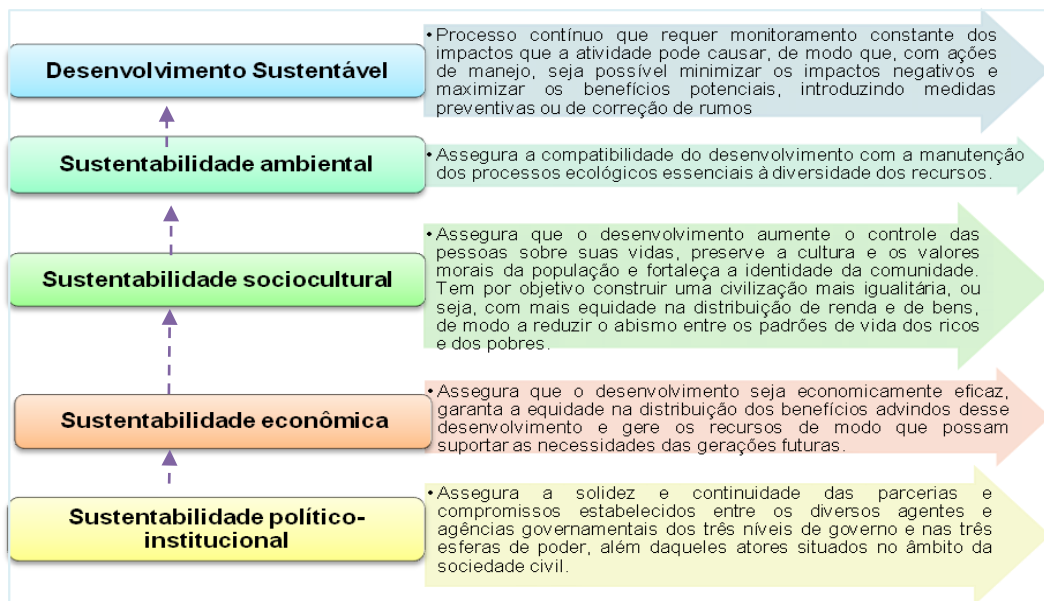 Desenvolvimento Sustentável
• Processo contínuo que requer monitoramento constante dos
impactos que a atividade pode causar, de modo que, com ações
de manejo, seja possível minimizar os impactos negativos e
maximizar os benefícios potenciais, introduzindo medidas
preventivas ou de correção de rumos
Sustentabilidade ambiental
• Assegura a compatibilidade do desenvolvimento com a manutenção
dos processos ecológicos essenciais à diversidade dos recursos.
Sustentabilidade sociocultural
• Assegura que o desenvolvimento aumente o controle das
pessoas sobre suas vidas, preserve a cultura e os valores
morais da população e fortaleça a identidade da comunidade.
Tem por objetivo construir uma civilização mais igualitária, ou
seja, com mais equidade na distribuição de renda e de bens,
de modo a reduzir o abismo entre os padrões de vida dos ricos
e dos pobres.
Sustentabilidade econômica
• Assegura que o desenvolvimento seja economicamente eficaz,
garanta a equidade na distribuição dos benefícios advindos desse
desenvolvimento e gere os recursos de modo que possam
suportar as necessidades das gerações futuras.
Sustentabilidade político-
institucional
• Assegura a solidez e continuidade das parcerias e
compromissos estabelecidos entre os diversos agentes e
agências governamentais dos três níveis de governo e nas três
esferas de poder, além daqueles atores situados no âmbito da
sociedade civil.